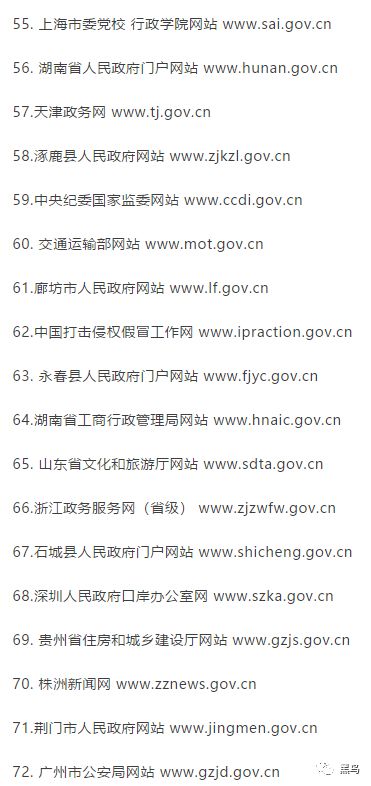 55. 上海市委党校 行政学院网站 www.sai.gov.cn
56. 湖南省人民政府门户网站 www.hunan.gov.cn
57.天津政务网 www.tj.gov.cn
58.涿鹿县人民政府网站 www.zjkzl.gov.cn
59.中央纪委国家监委网站 www.ccdi.gov.cn
60. 交通运输部网站 www.mot.gov.cn
61.廊坊市人民政府网站 www.lf.gov.cn
62.中国打击侵权假冒工作网 www.ipraction.gov.cn
63. 永春县人民政府门户网站 www.fjyc.gov.cn
64.湖南省工商行政管理局网站 www.hnaic.gov.cn
65. 山东省文化和旅游厅网站 www.sdta.gov.cn
66.浙江政务服务网（省级） www.zjzwfw.gov.cn
67.石城县人民政府门户网站 www.shicheng.gov.cn
68.深圳人民政府口岸办公室网 www.szka.gov.cn
69. 贵州省住房和城乡建设厅网站 www.gzjs.gov.cn
70. 株洲新闻网 www.zznews.gov.cn
71.荆门市人民政府网站 www.jingmen.gov.cn
72. 广州市公安局网站 www.gzjd.gov.cn
黑鸟